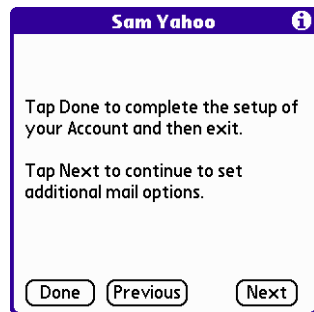 Sam Yahoo
Tap Done to complete the setup of
your Account and then exit.
Tap Next to continue to set
additional mail options.
Done Previous Next